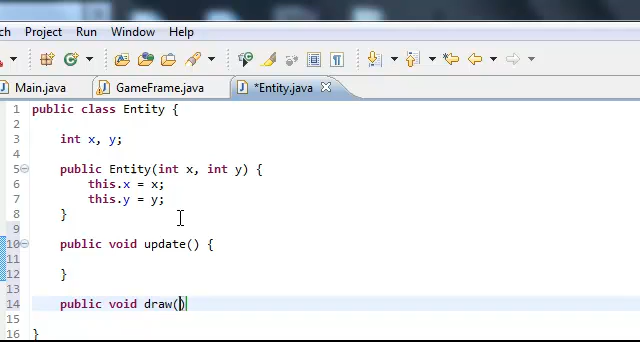 ch Project Run Window Help
Main.java GameFrame.java *Entity.java
1 public class Entity {
2
3 int x, y;
4
5 public Entity(int x, int y) {
6 this.x = x;
7 this.y = y;
8 }
9
10 public void update() {
11
12 }
13
14 public void draw()
15
16 }